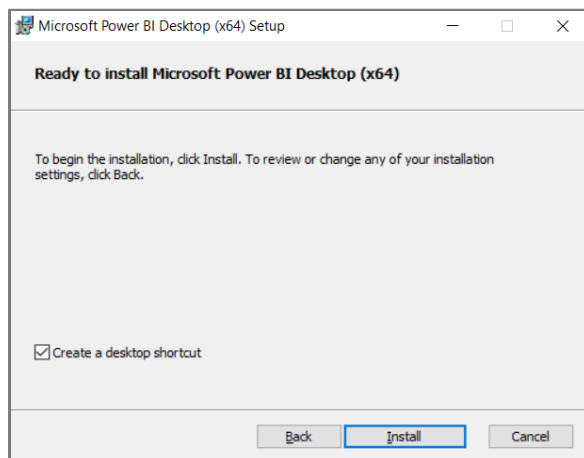 Microsoft Power BI Desktop (x64) Setup
Ready to install Microsoft Power BI Desktop (x64)
To begin the installation, click Install. To review or change any of your installation
settings, click Back.
Create a desktop shortcut
Back Install Cancel